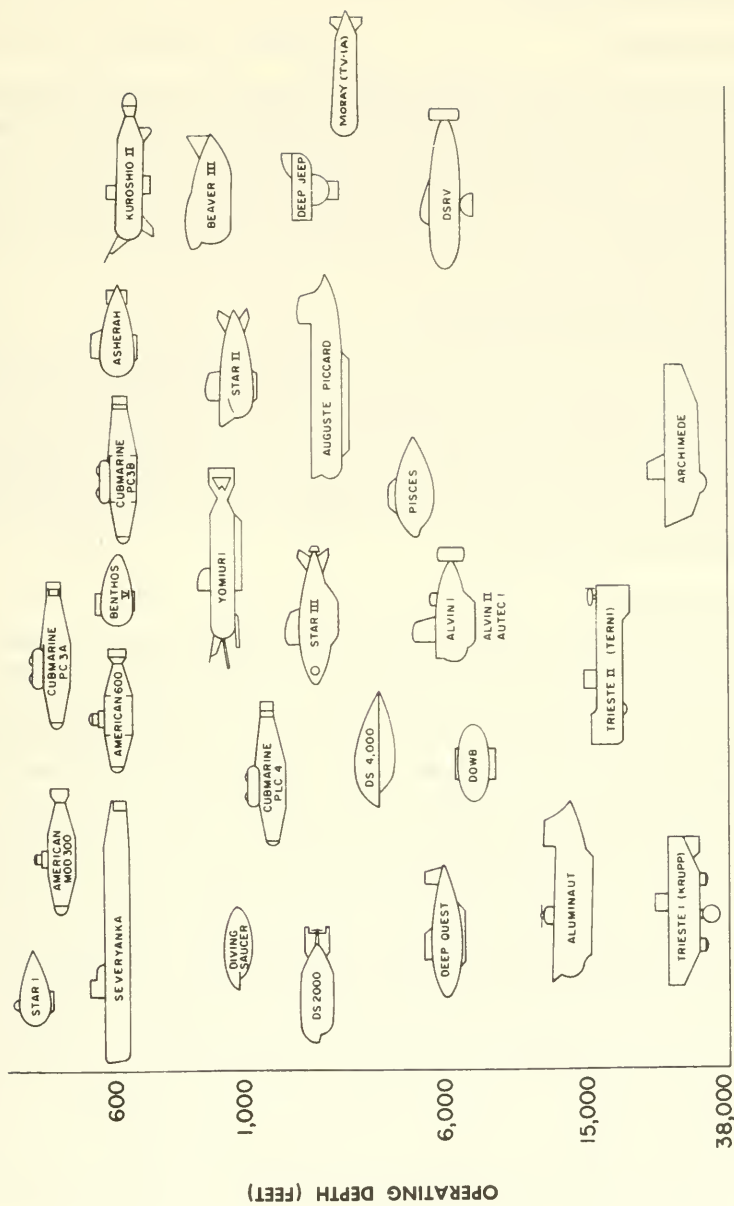 OPERATING DEPTH (FEET)
600
1,000
6,000
15,000
38,000
STAR I
AMERICAN
MOD 300
CUBMARINE
PC 3A
SEVERYANKA
AMERICAN 600
BENTHOS
V
CUBMARINE
PC3B
ASHERAH
KUROSHIO II
DIVING
SAUCER
CUBMARINE
PLC 4
YOMIURI
STAR II
BEAVER III
DS2000
STAR III
AUGUSTE PICCARD
DEEP JEEP
MORAY (TV-1A)
DS 4,000
PISCES
DEEP QUEST
DOWB
ALVIN I
ALVIN II
AUTEC I
DSRV
ALUMINAUT
TRIESTE II (TERNI)
TRIESTE I (KRUPP)
ARCHIMEDE